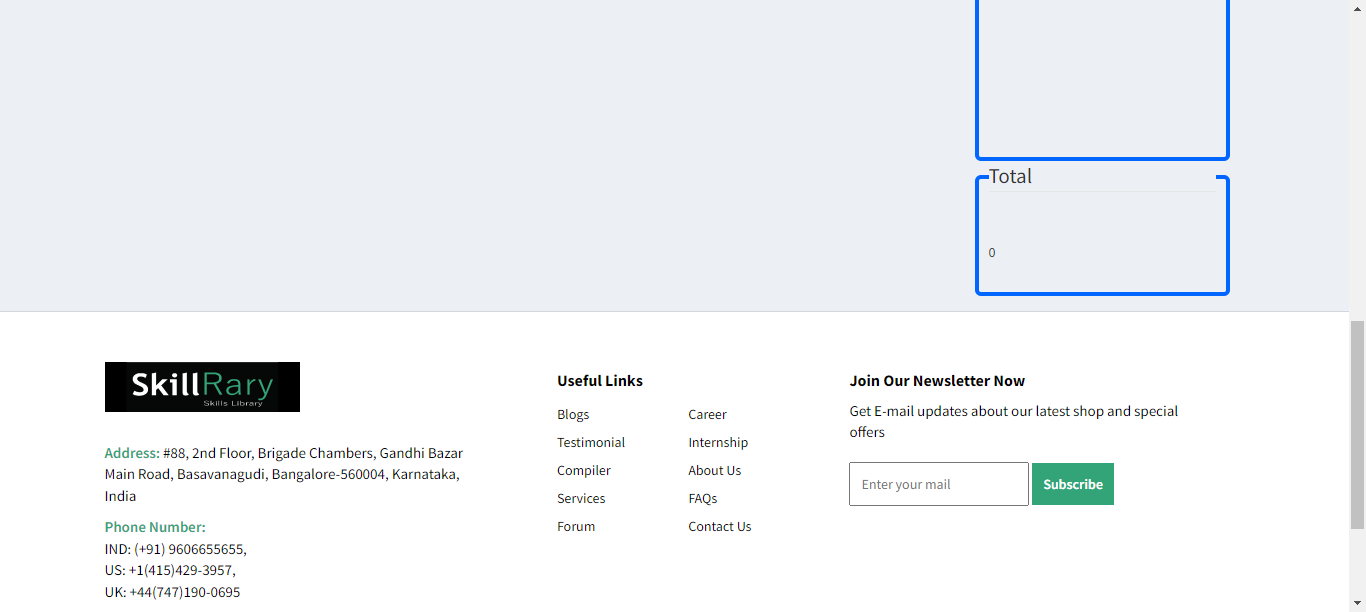 Total
0
SkillRary
Skills Library
Address: #88, 2nd Floor, Brigade Chambers, Gandhi Bazar
Main Road, Basavanagudi, Bangalore-560004, Karnataka,
India
Phone Number:
IND: (+91) 9606655655,
US: +1(415)429-3957,
UK: +44(747)190-0695
Useful Links
Blogs
Testimonial
Compiler
Services
Forum
Career
Internship
About Us
FAQs
Contact Us
Join Our Newsletter Now
Get E-mail updates about our latest shop and special
offers
Enter your mail
Subscribe